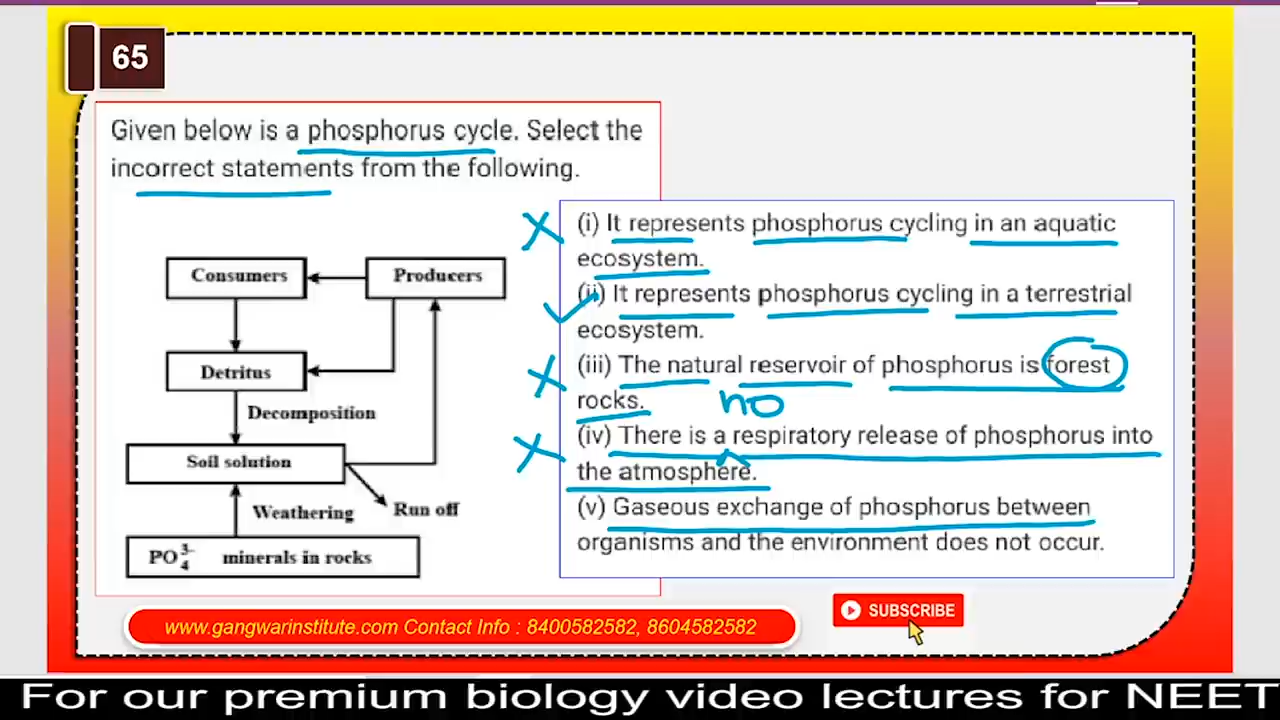 65
Given below is a phosphorus cycle. Select the
incorrect statements from the following.
(i) It represents phosphorus cycling in an aquatic
ecosystem.
(ii) It represents phosphorus cycling in a terrestrial
ecosystem.
(iii) The natural reservoir of phosphorus is forest
rocks.
no
(iv) There is a respiratory release of phosphorus into
the atmosphere.
(v) Gaseous exchange of phosphorus between
organisms and the environment does not occur.
Consumers
Producers
Detritus
Decomposition
Soil solution
Run off
Weathering
PO₄³⁻ minerals in rocks
www.gangwarinstitute.com Contact Info : 8400582582, 8604582582
SUBSCRIBE
For our premium biology video lectures for NEET